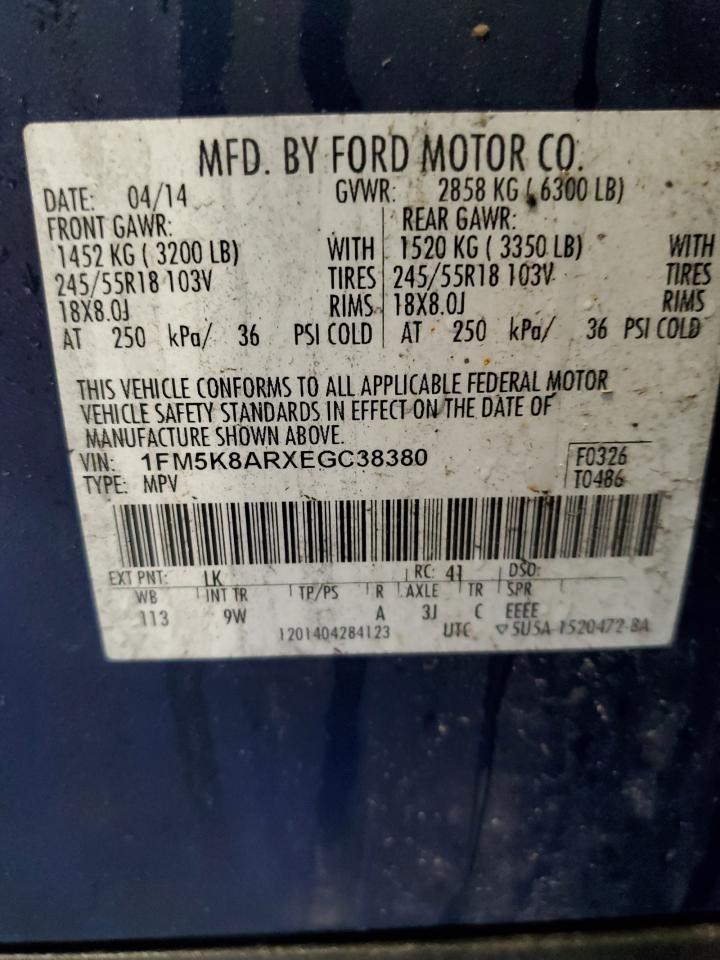 MFD. BY FORD MOTOR CO.
DATE: 04/14 GVWR: 2858 KG ( 6300 LB)
FRONT GAWR: REAR GAWR:
1452 KG ( 3200 LB) WITH 1520 KG ( 3350 LB) WITH
245/55R18 103V TIRES 245/55R18 103V TIRES
18X8.0J RIMS 18X8.0J RIMS
AT 250 kPa/ 36 PSI COLD AT 250 kPa/ 36 PSI COLD
THIS VEHICLE CONFORMS TO ALL APPLICABLE FEDERAL MOTOR
VEHICLE SAFETY STANDARDS IN EFFECT ON THE DATE OF
MANUFACTURE SHOWN ABOVE.
VIN: 1FM5K8ARXEGC38380 F0326
TYPE: MPV T0486
EXT PNT: LK RC: 41 DSO:
WB INT TR TP/PS R AXLE TR SPR
113 9W A 3J C EEEE
1201404284123 UTC ▽5U5A-1520472-BA